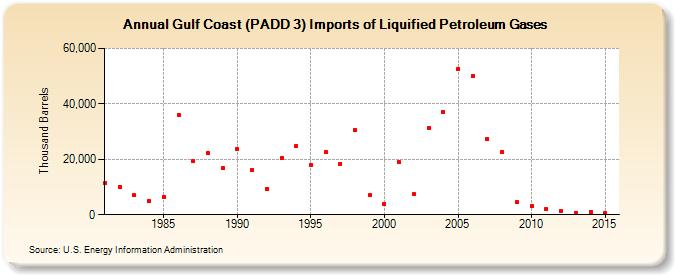 Annual Gulf Coast (PADD 3) Imports of Liquified Petroleum Gases
Thousand Barrels
60,000
40,000
20,000
0
1985 1990 1995 2000 2005 2010 2015
Source: U.S. Energy Information Administration